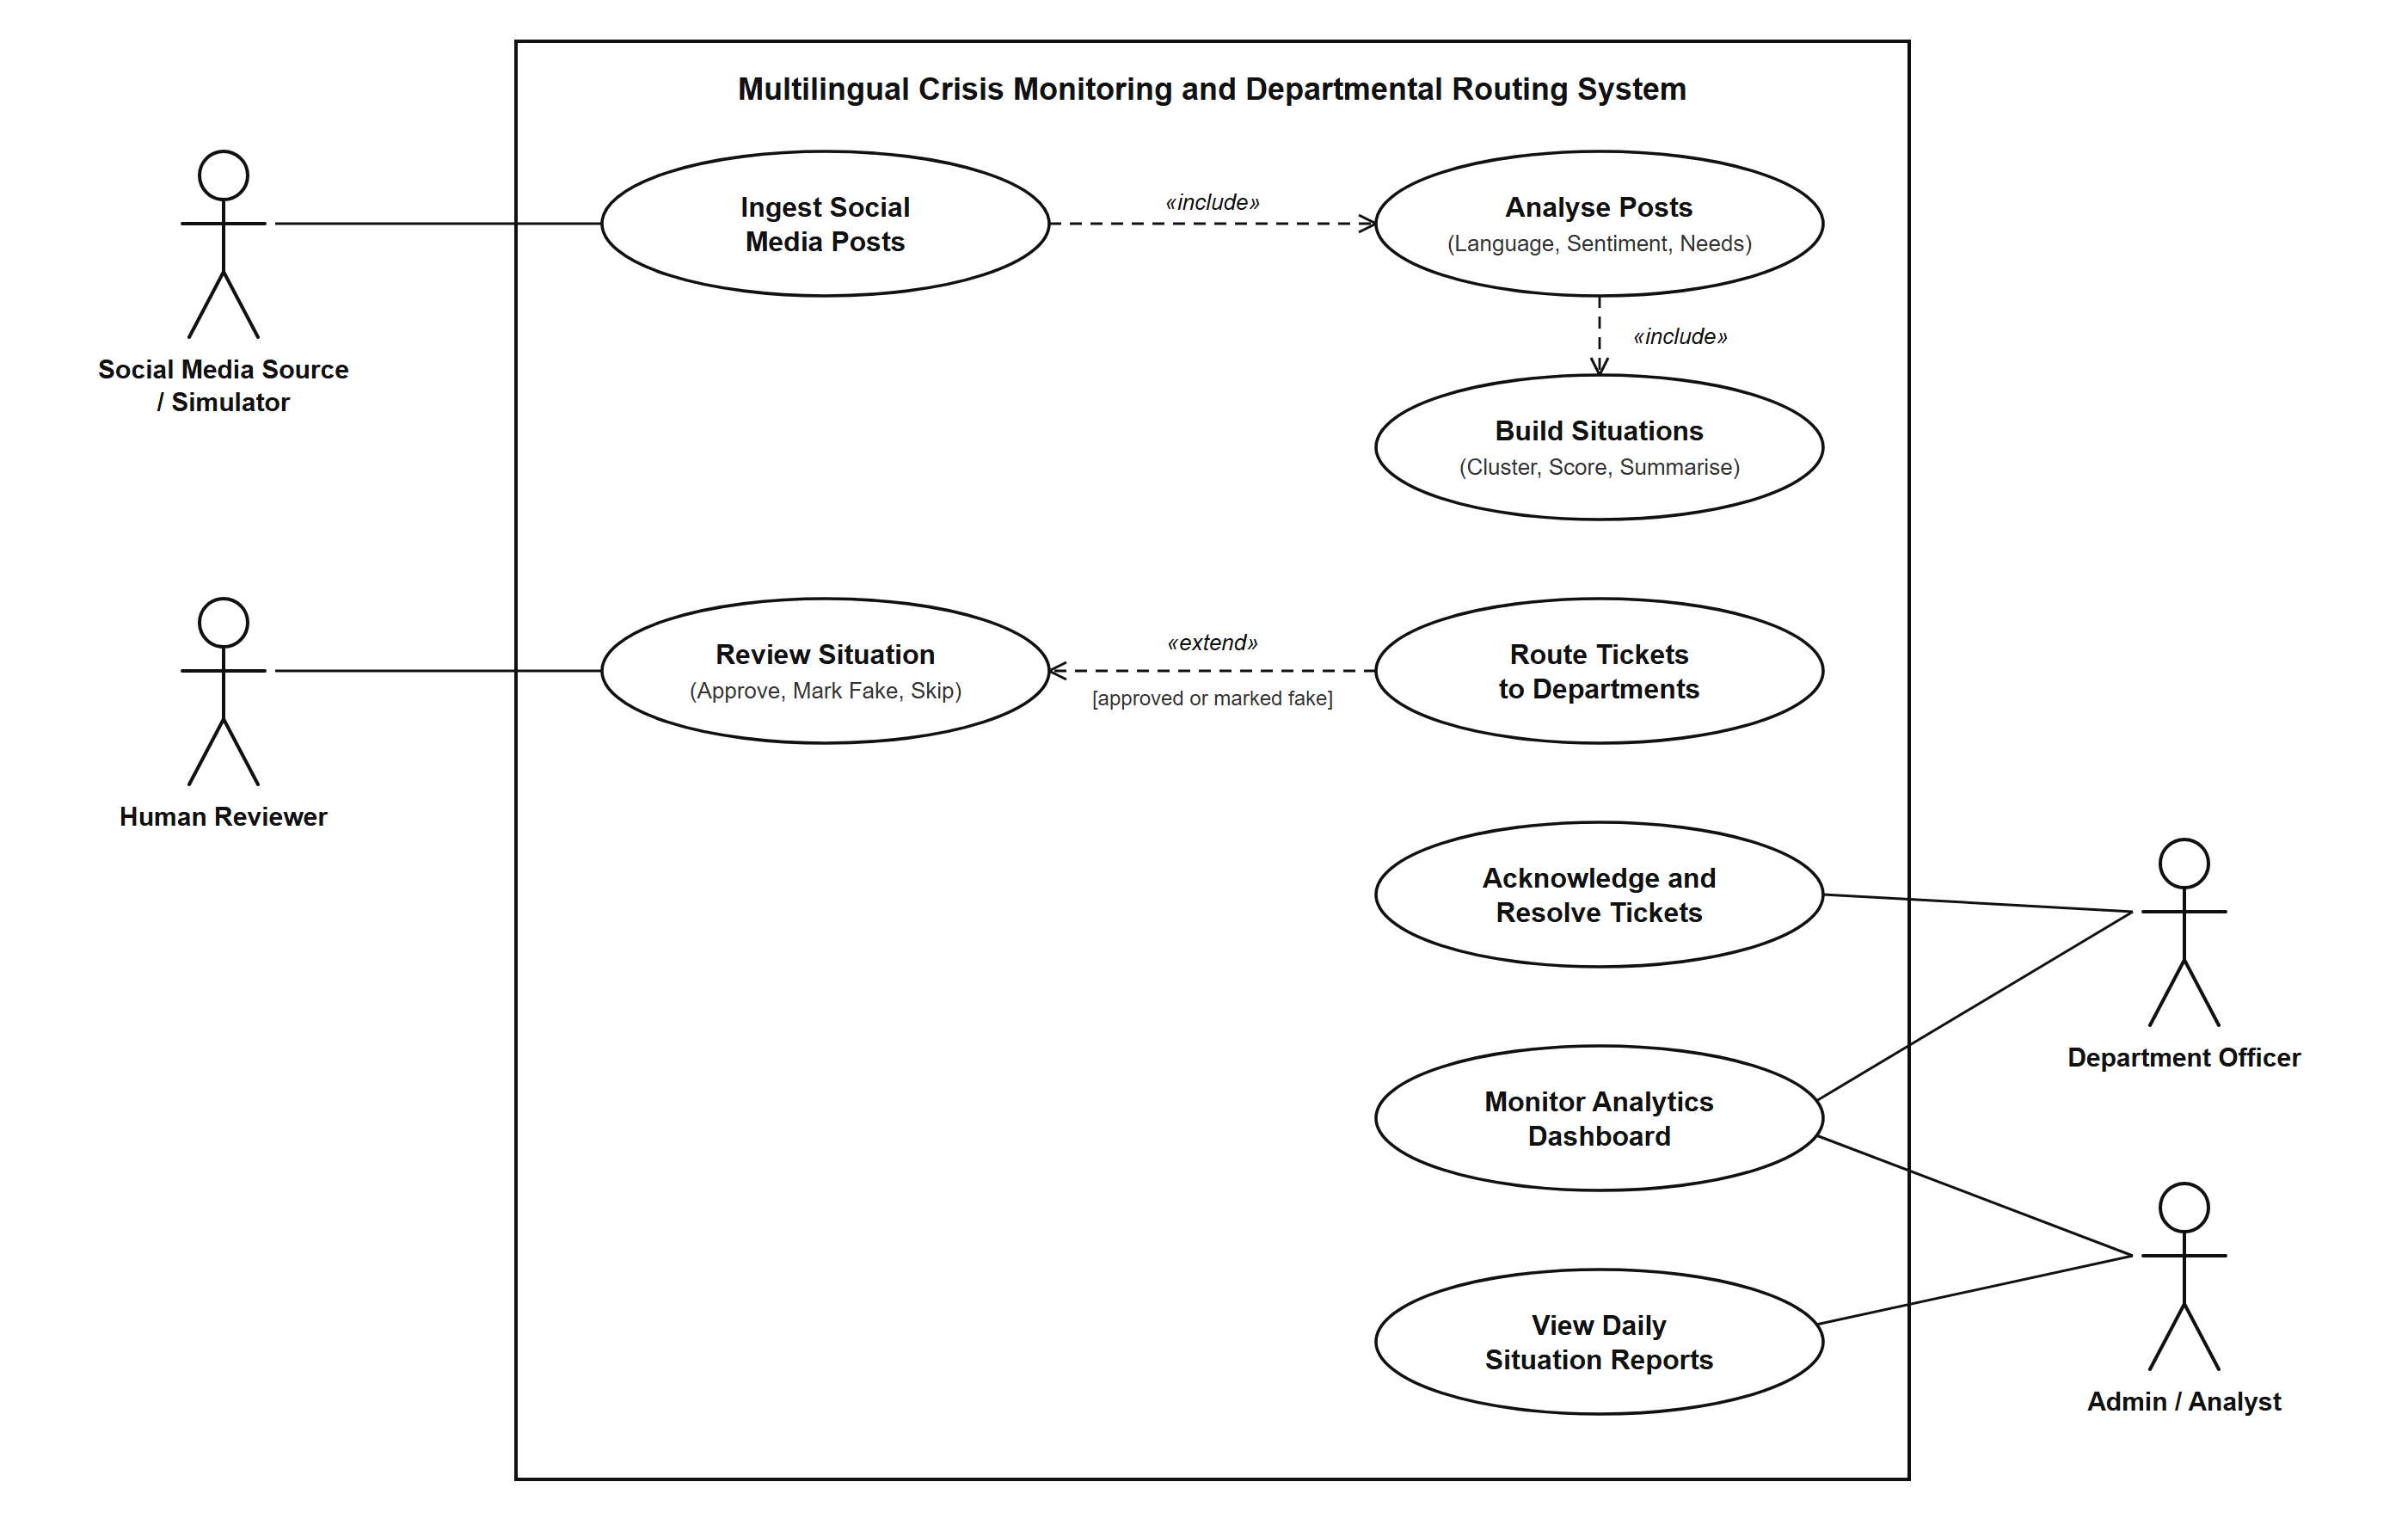 Multilingual Crisis Monitoring and Departmental Routing System
Ingest Social
Media Posts
«include»
Analyse Posts
(Language, Sentiment, Needs)
«include»
Social Media Source
/ Simulator
Build Situations
(Cluster, Score, Summarise)
Review Situation
(Approve, Mark Fake, Skip)
«extend»
[approved or marked fake]
Route Tickets
to Departments
Human Reviewer
Acknowledge and
Resolve Tickets
Department Officer
Monitor Analytics
Dashboard
View Daily
Situation Reports
Admin / Analyst